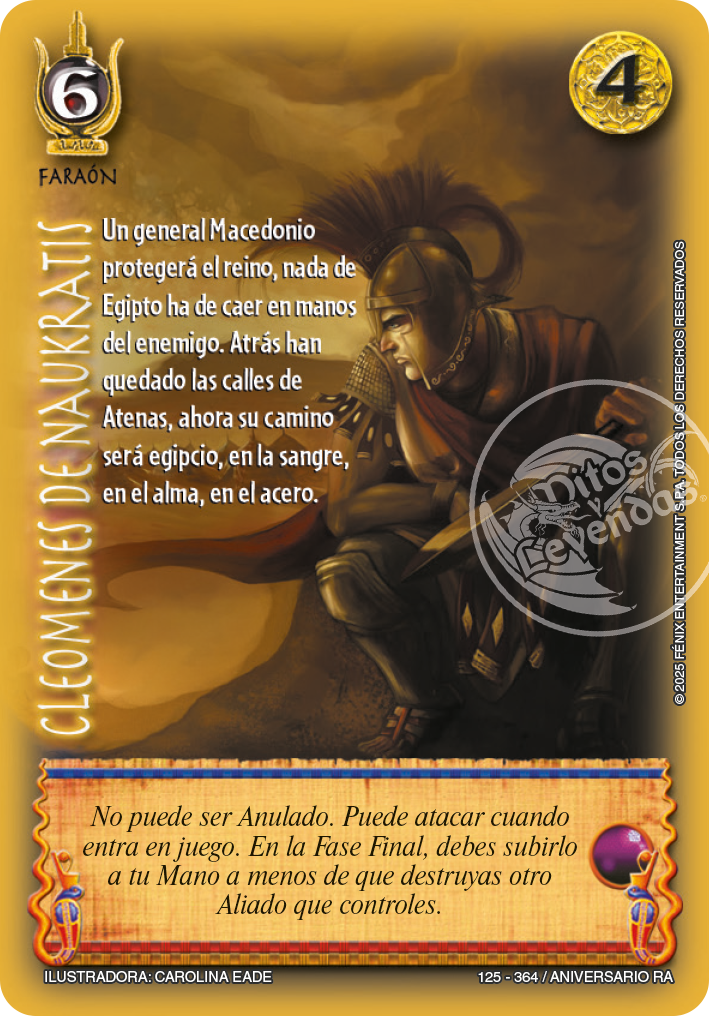 6
4
FARAÓN
CLEOMENES DE NAUKRATIS
Un general Macedonio
protegerá el reino, nada de
Egipto ha de caer en manos
del enemigo. Atrás han
quedado las calles de
Atenas, ahora su camino
será egipcio, en la sangre,
en el alma, en el acero.
Mitos
y
Leyendas
© 2025 FÉNIX ENTERTAINMENT S.P.A. TODOS LOS DERECHOS RESERVADOS
No puede ser Anulado. Puede atacar cuando
entra en juego. En la Fase Final, debes subirlo
a tu Mano a menos de que destruyas otro
Aliado que controles.
ILUSTRADORA: CAROLINA EADE
125 - 364 / ANIVERSARIO RA